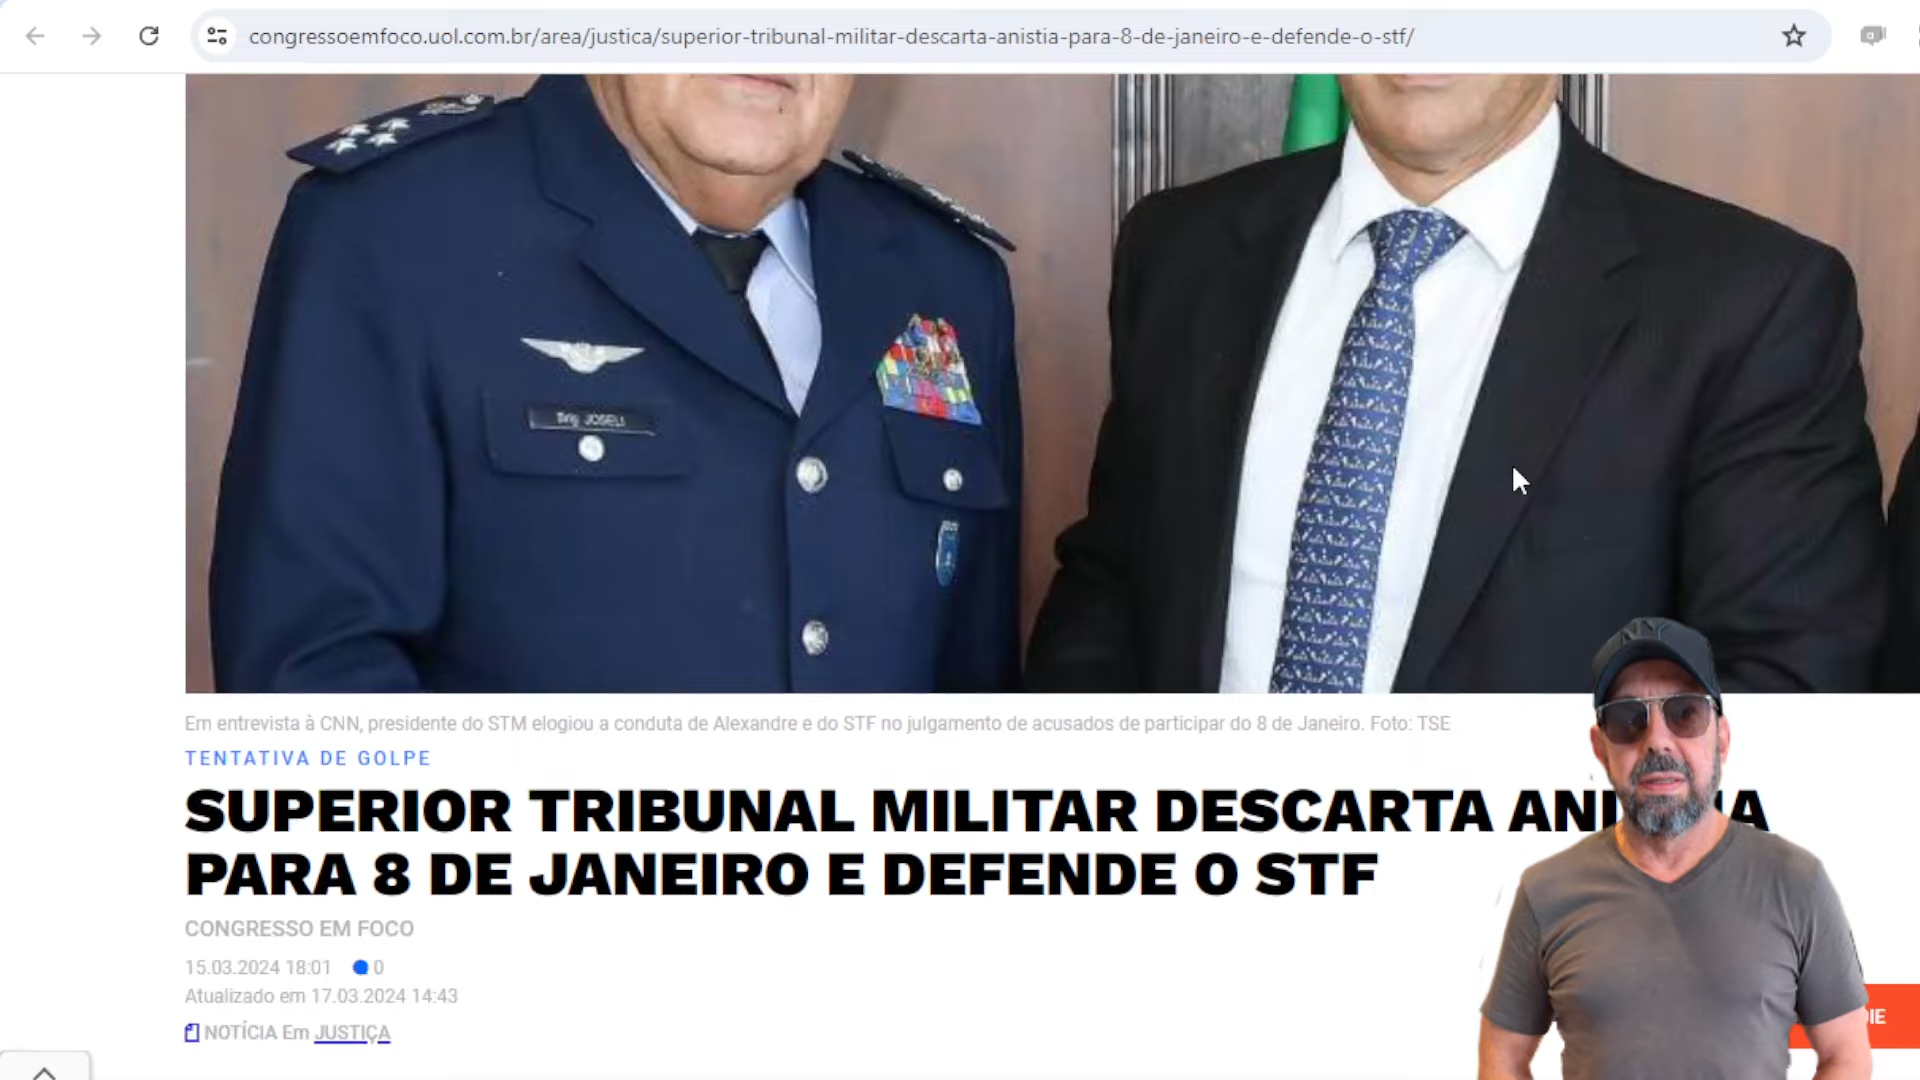 congressoemfoco.uol.com.br/area/justica/superior-tribunal-militar-descarta-anistia-para-8-de-janeiro-e-defende-o-stf/
Brig JOSELI
NY
Em entrevista à CNN, presidente do STM elogiou a conduta de Alexandre e do STF no julgamento de acusados de participar do 8 de Janeiro. Foto: TSE
TENTATIVA DE GOLPE
SUPERIOR TRIBUNAL MILITAR DESCARTA ANI A
PARA 8 DE JANEIRO E DEFENDE O STF
CONGRESSO EM FOCO
15.03.2024 18:01 0
Atualizado em 17.03.2024 14:43
NOTÍCIA Em JUSTIÇA